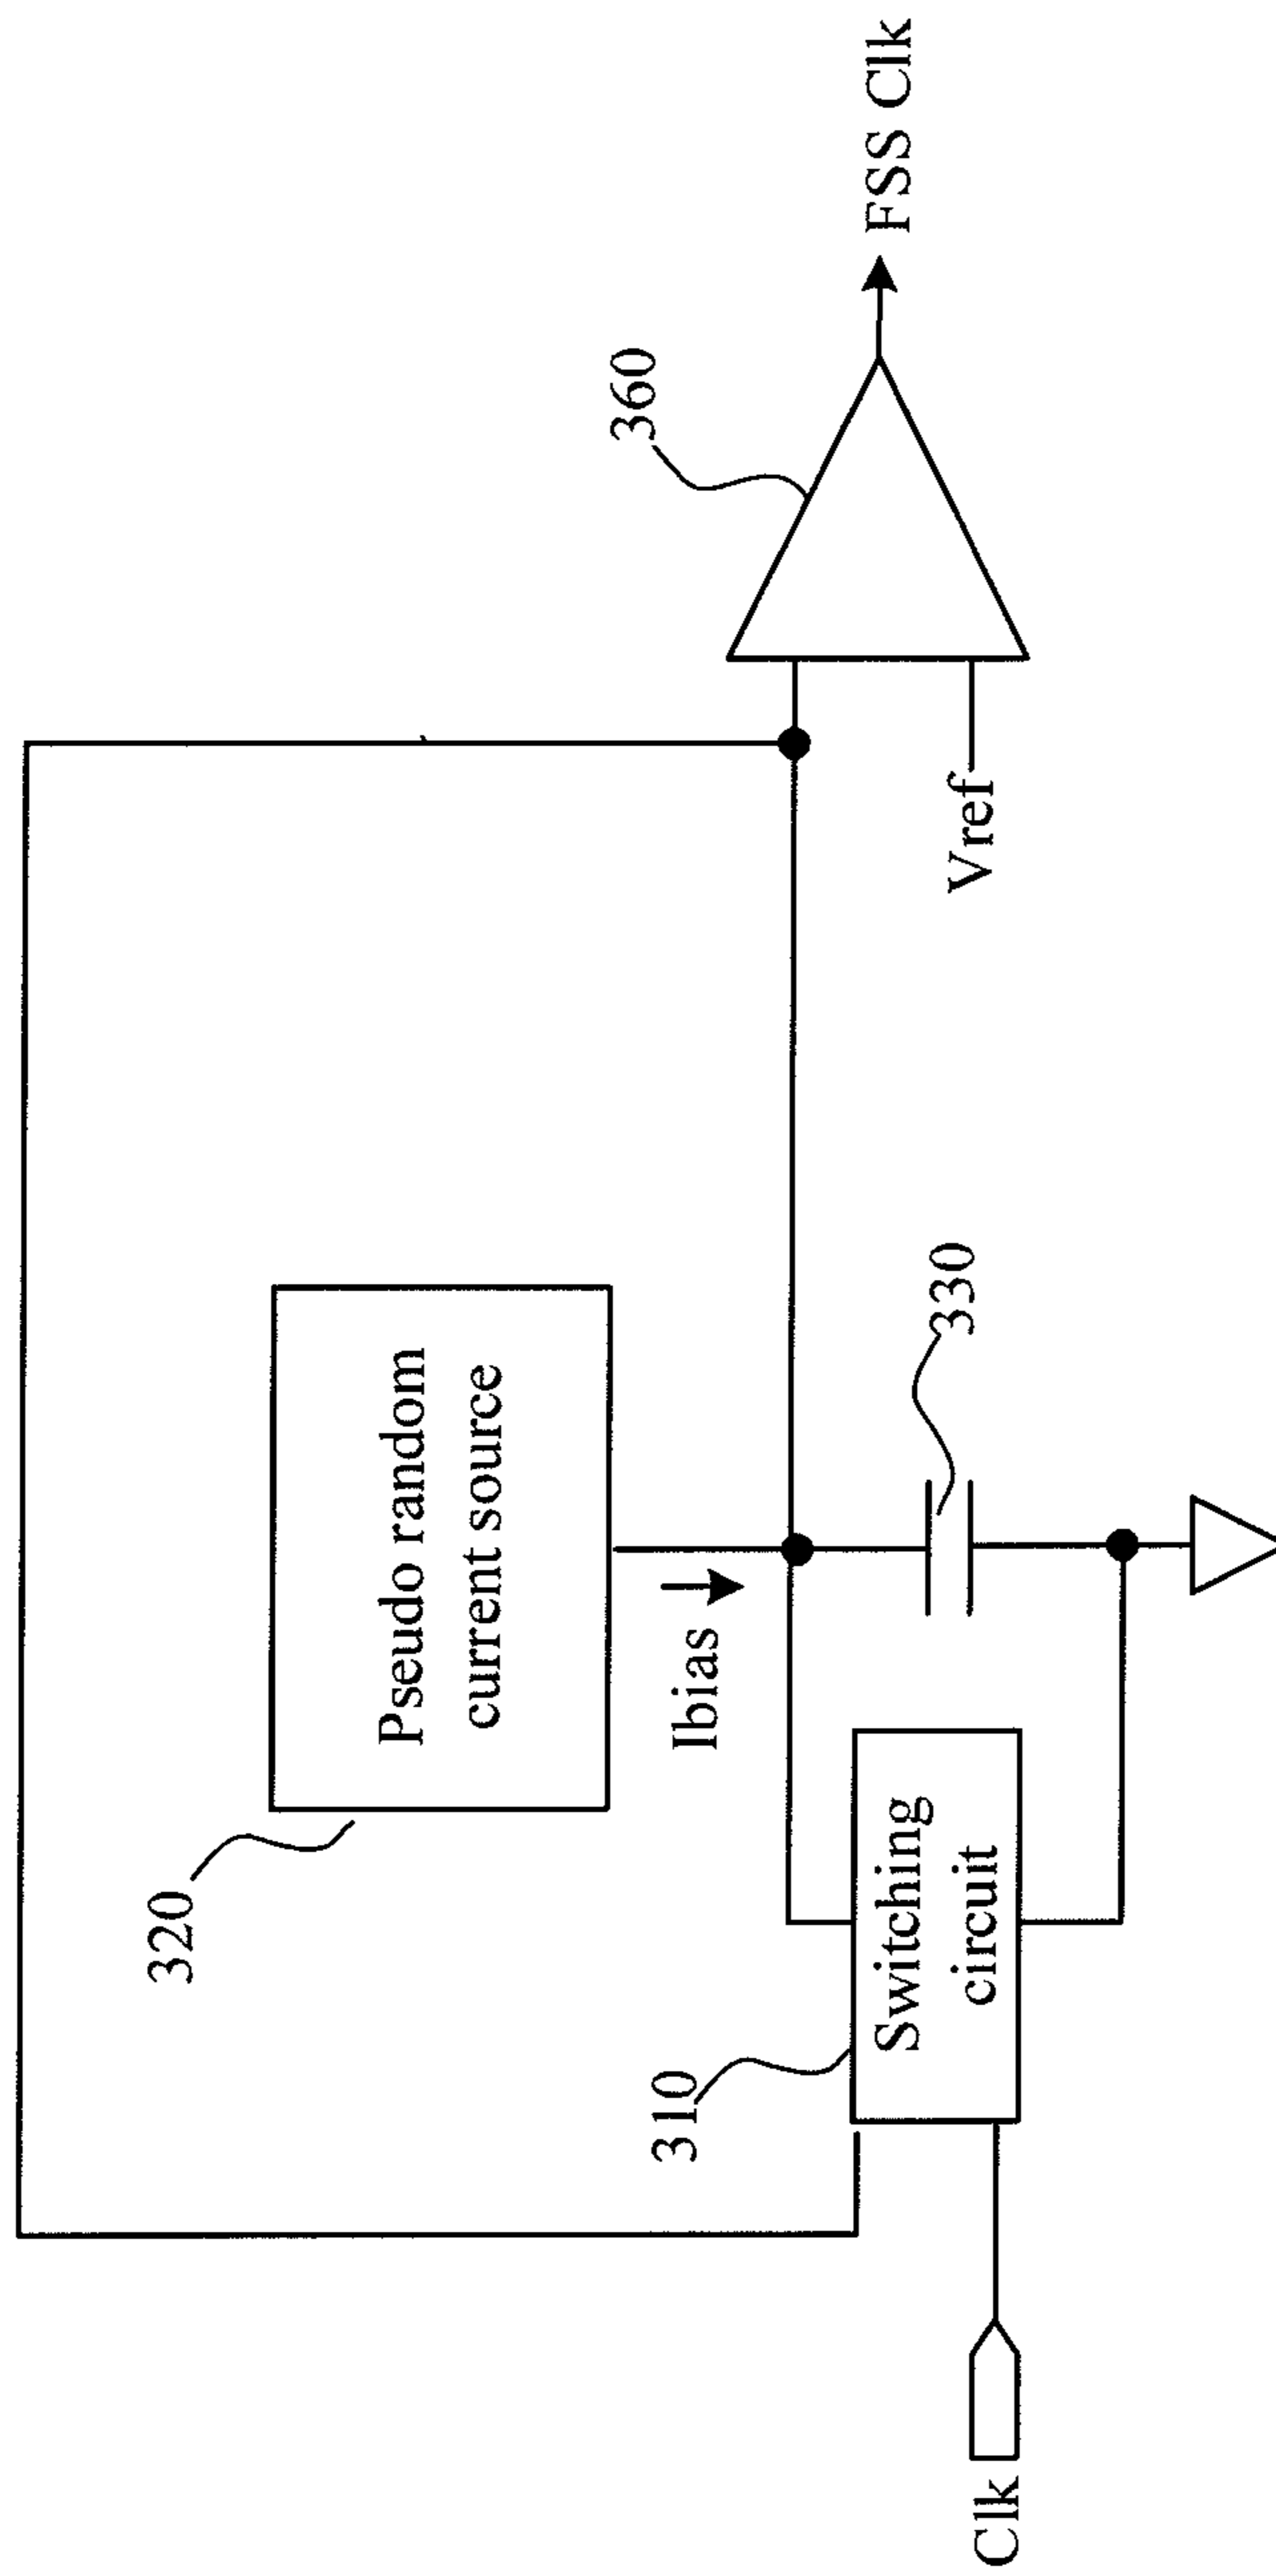 320
Pseudo random
current source
360
310
Ibias
FSS Clk
Switching
circuit
330
Vref
Clk